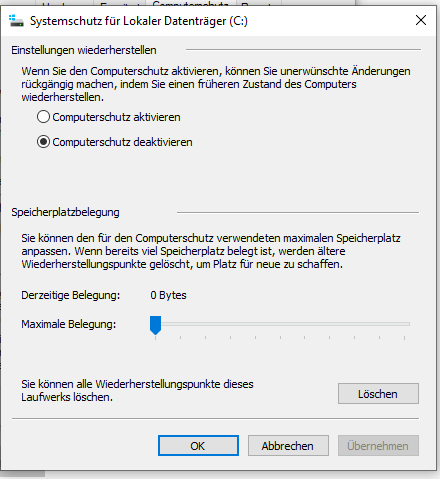 Computerschutz
Systemschutz für Lokaler Datenträger (C:)
Einstellungen wiederherstellen
Wenn Sie den Computerschutz aktivieren, können Sie unerwünschte Änderungen
rückgängig machen, indem Sie einen früheren Zustand des Computers
wiederherstellen.
Computerschutz aktivieren
Computerschutz deaktivieren
Speicherplatzbelegung
Sie können den für den Computerschutz verwendeten maximalen Speicherplatz
anpassen. Wenn bereits viel Speicherplatz belegt ist, werden ältere
Wiederherstellungspunkte gelöscht, um Platz für neue zu schaffen.
Derzeitige Belegung: 0 Bytes
Maximale Belegung:
Sie können alle Wiederherstellungspunkte dieses
Laufwerks löschen.
Löschen
OK
Abbrechen
Übernehmen